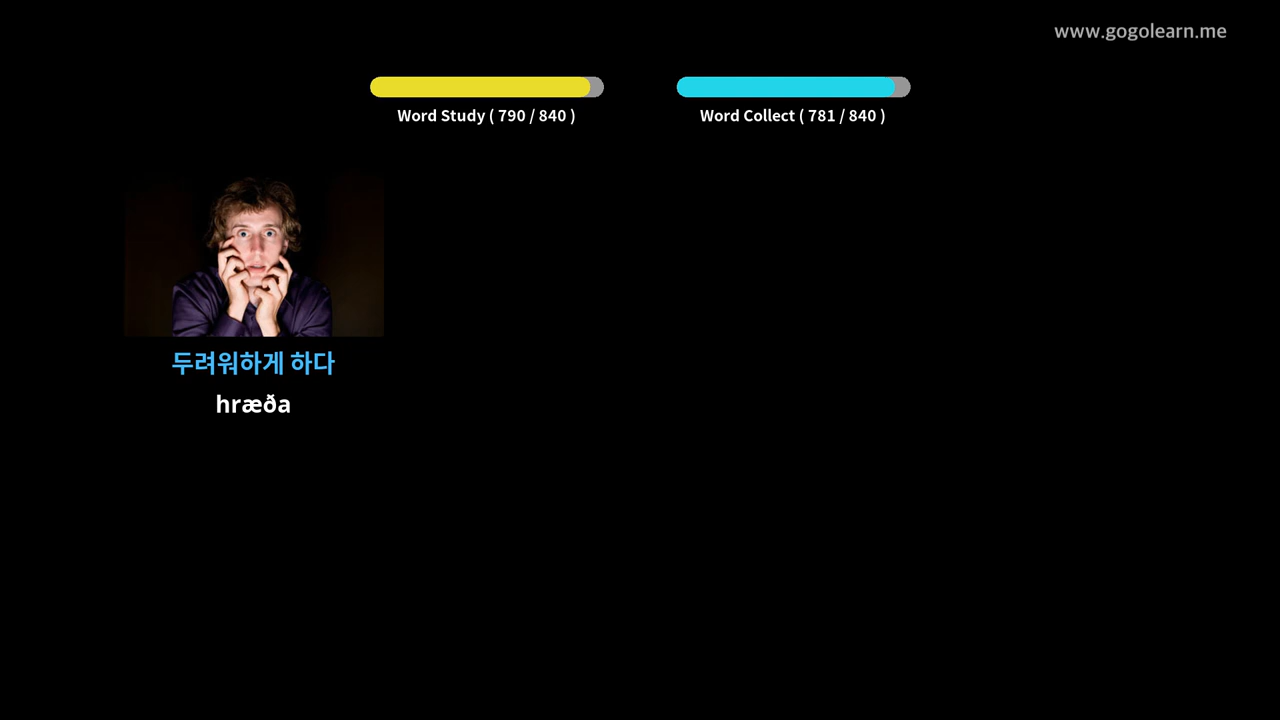 www.gogolearn.me
Word Study ( 790 / 840 )
Word Collect ( 781 / 840 )
두려워하게 하다
hræða